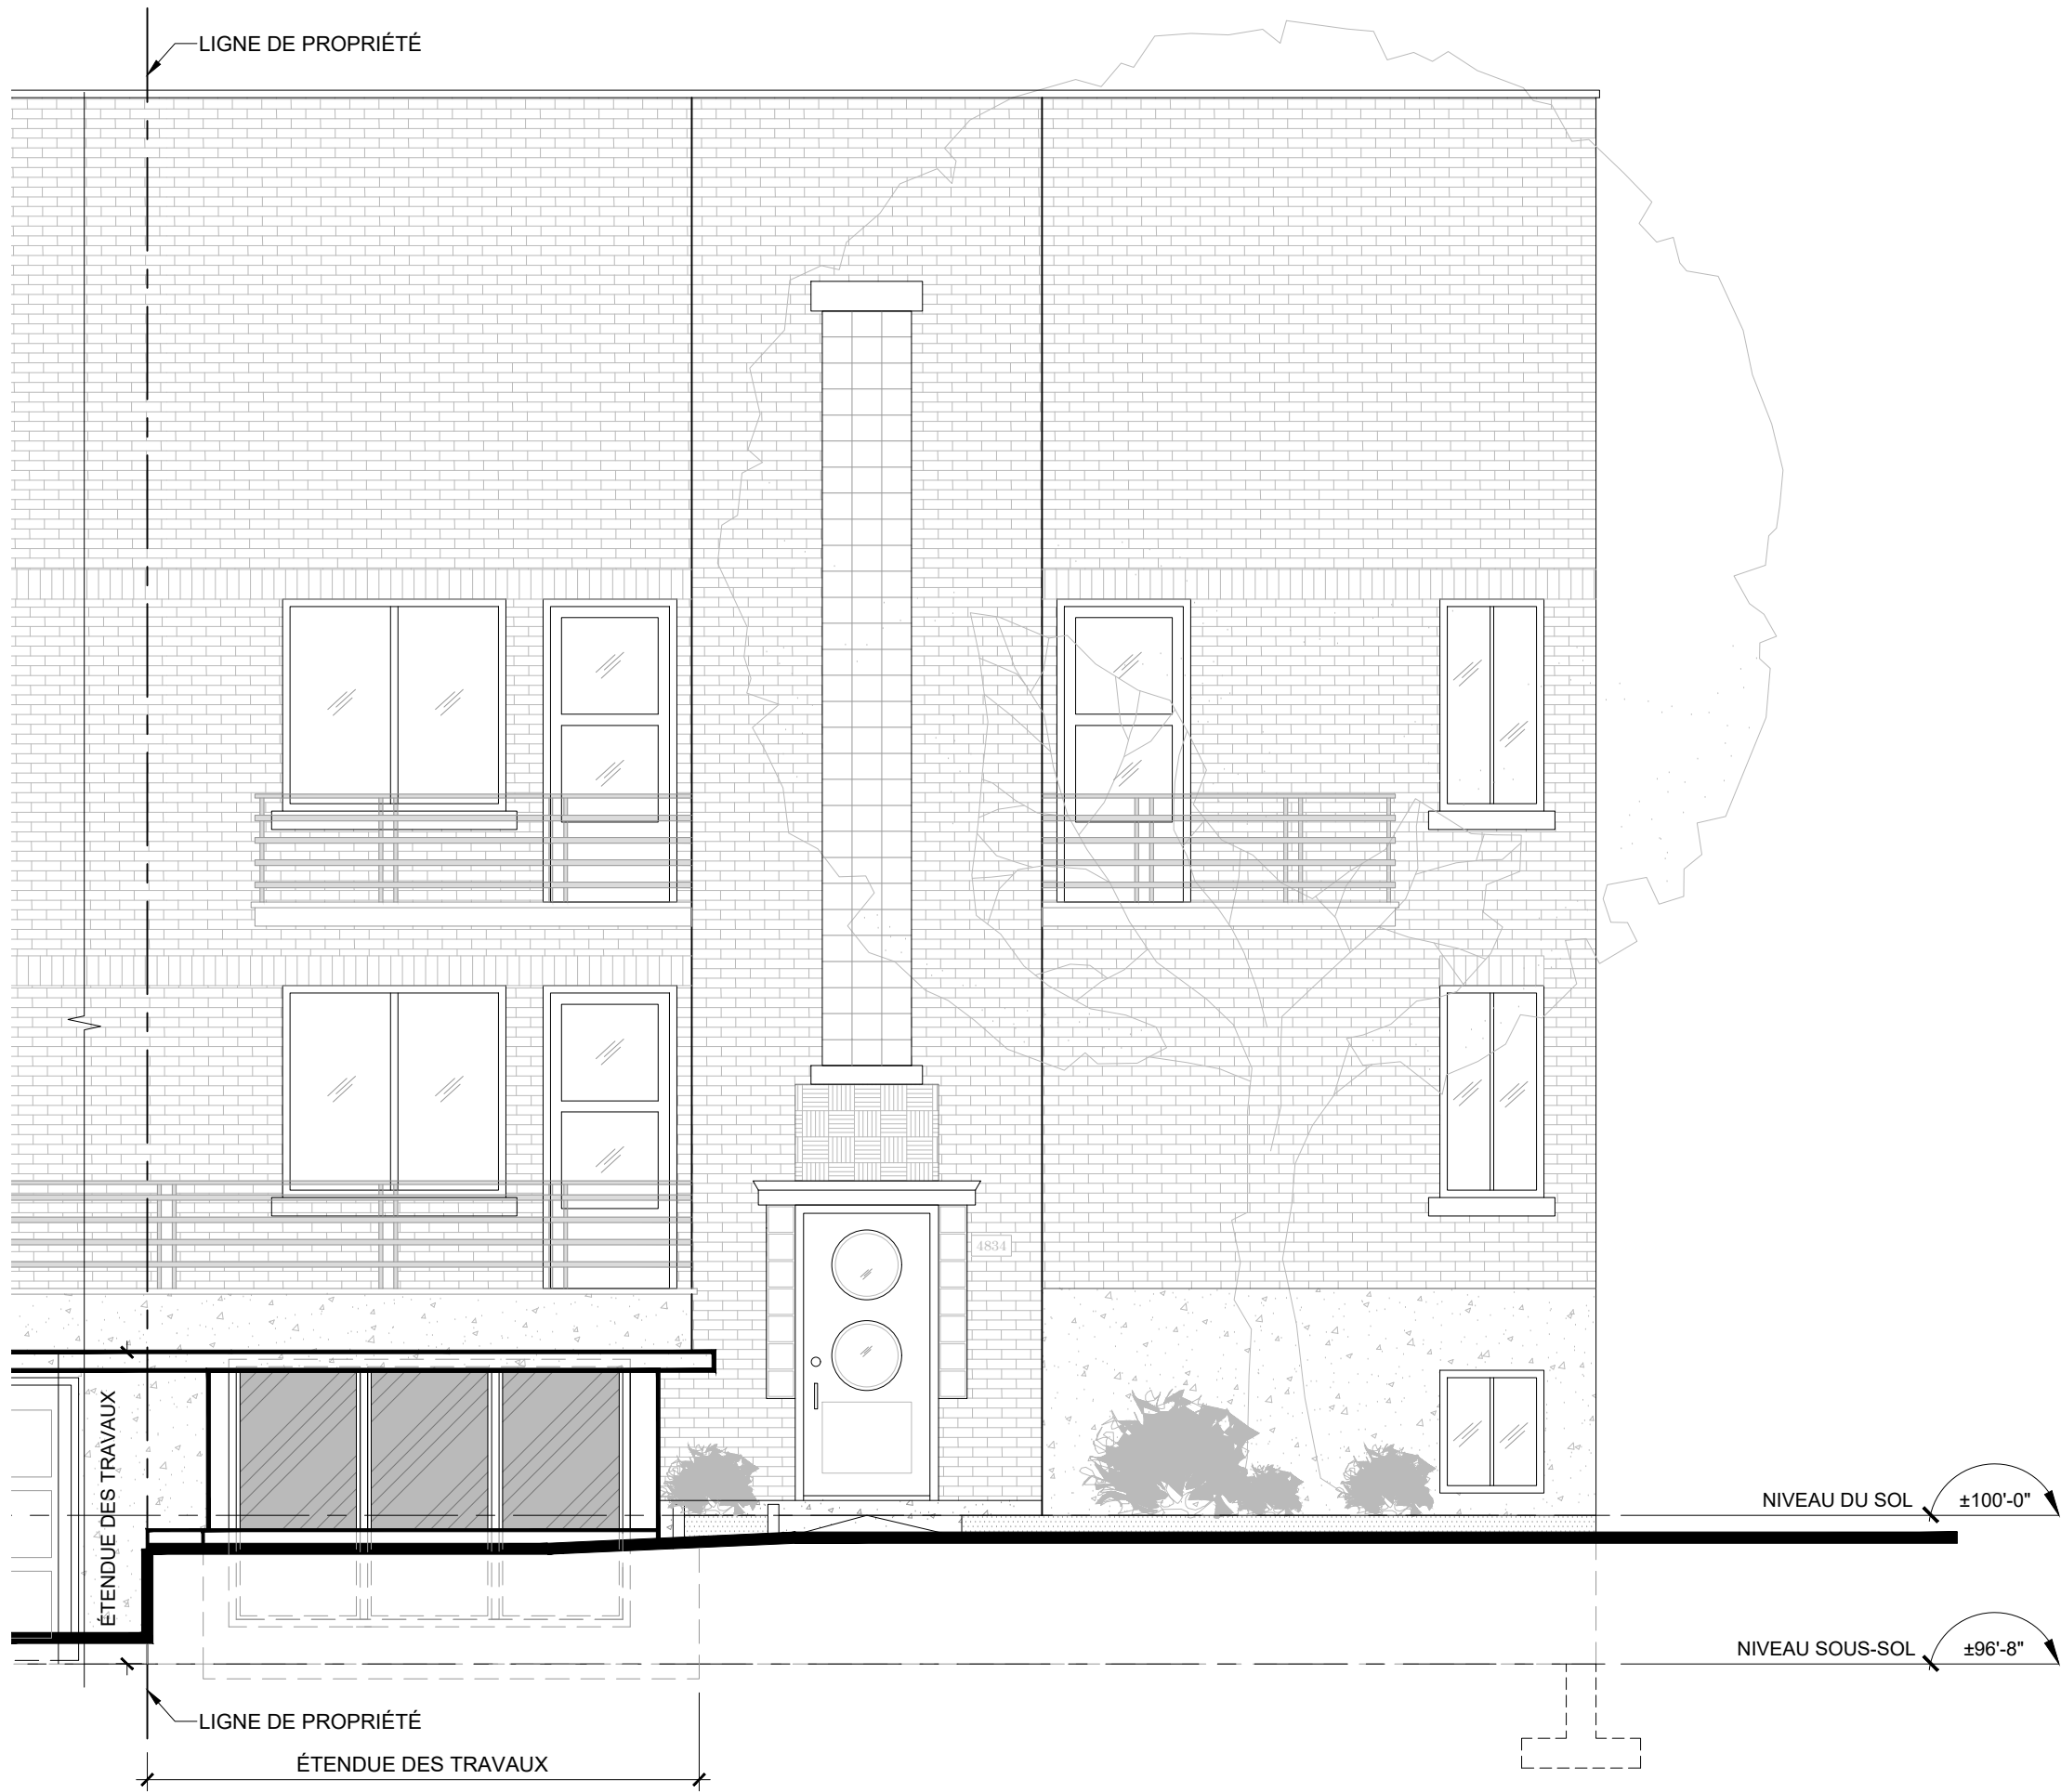 LIGNE DE PROPRIÉTÉ
4834
ÉTENDUE DES TRAVAUX
NIVEAU DU SOL ±100'-0"
NIVEAU SOUS-SOL ±96'-8"
LIGNE DE PROPRIÉTÉ
ÉTENDUE DES TRAVAUX